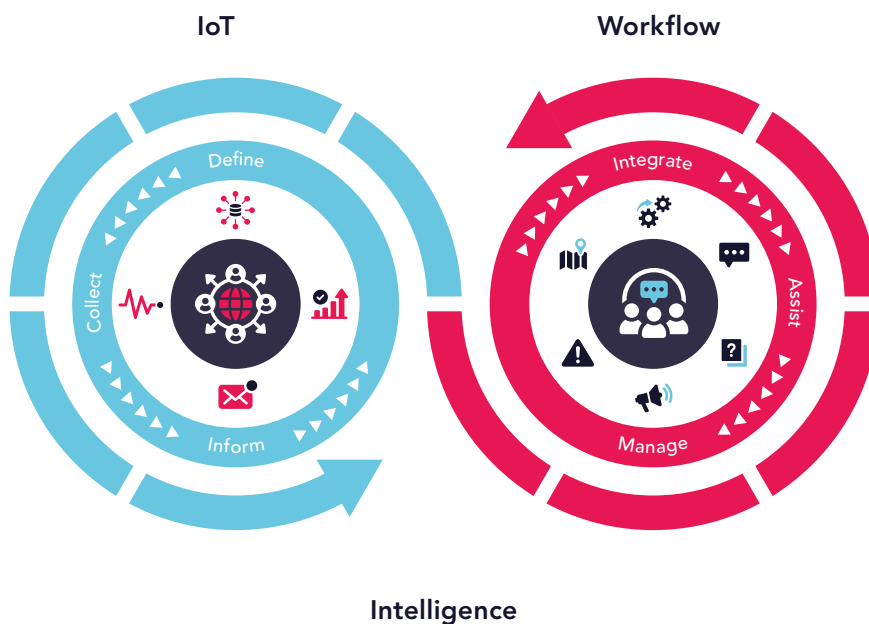 IoT
Workflow
Define
Collect
Inform
Integrate
Assist
Manage
?
!
Intelligence